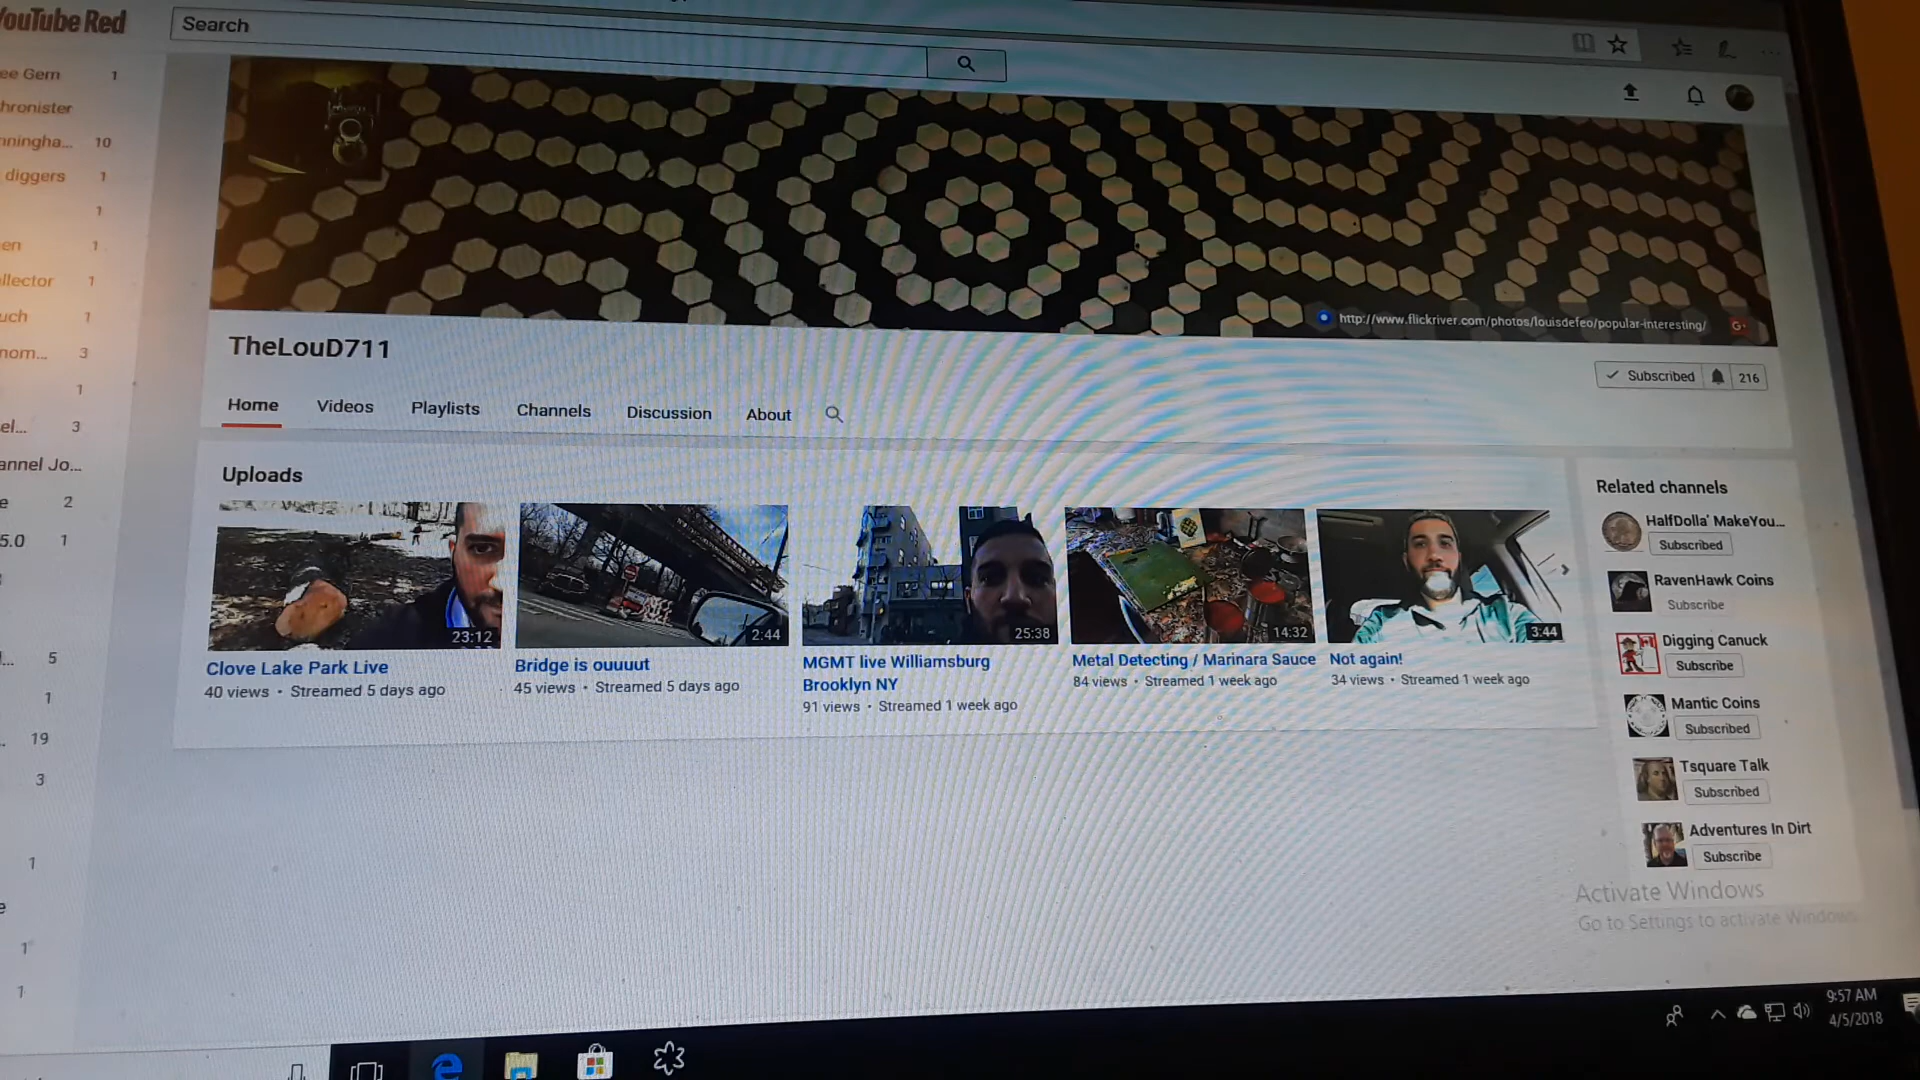 YouTube Red
Search
ee Gem 1
hronister
nningha... 10
diggers 1
1
en 1
llector 1
uch 1
nom... 3
1
el... 3
annel Jo...
e 2
5.0 1
... 5
1
19
3
1
e
1
1
http://www.flickriver.com/photos/louisdefeo/popular-interesting/
G+
TheLouD711
Subscribed 216
Home Videos Playlists Channels Discussion About
Uploads
23:12
2:44
25:38
14:32
3:44
Clove Lake Park Live
40 views • Streamed 5 days ago
Bridge is ouuuut
45 views • Streamed 5 days ago
MGMT live Williamsburg
Brooklyn NY
91 views • Streamed 1 week ago
Metal Detecting / Marinara Sauce
84 views • Streamed 1 week ago
Not again!
34 views • Streamed 1 week ago
Related channels
HalfDolla' MakeYou...
Subscribed
RavenHawk Coins
Subscribe
Digging Canuck
Subscribe
Mantic Coins
Subscribed
Tsquare Talk
Subscribed
Adventures In Dirt
Subscribe
Activate Windows
Go to Settings to activate Windows.
9:57 AM
4/5/2018